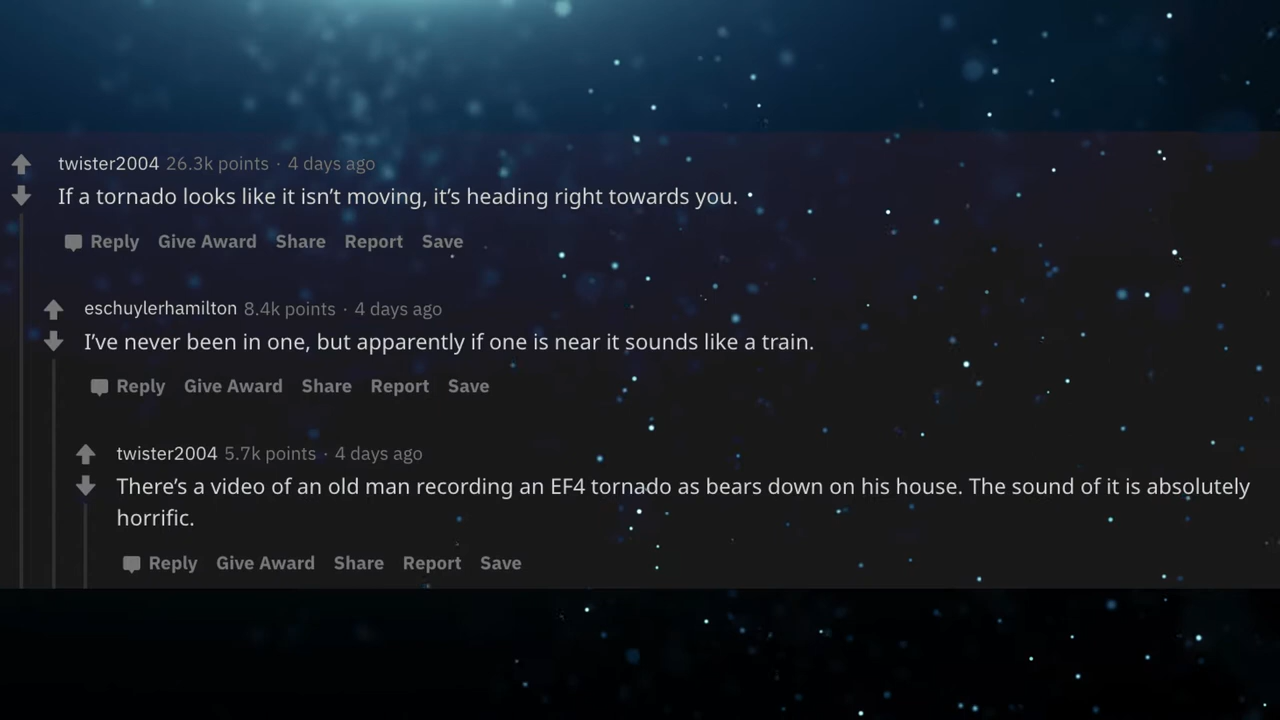 twister2004 26.3k points · 4 days ago
If a tornado looks like it isn’t moving, it’s heading right towards you.
Reply Give Award Share Report Save
eschuylerhamilton 8.4k points · 4 days ago
I’ve never been in one, but apparently if one is near it sounds like a train.
Reply Give Award Share Report Save
twister2004 5.7k points · 4 days ago
There’s a video of an old man recording an EF4 tornado as bears down on his house. The sound of it is absolutely
horrific.
Reply Give Award Share Report Save